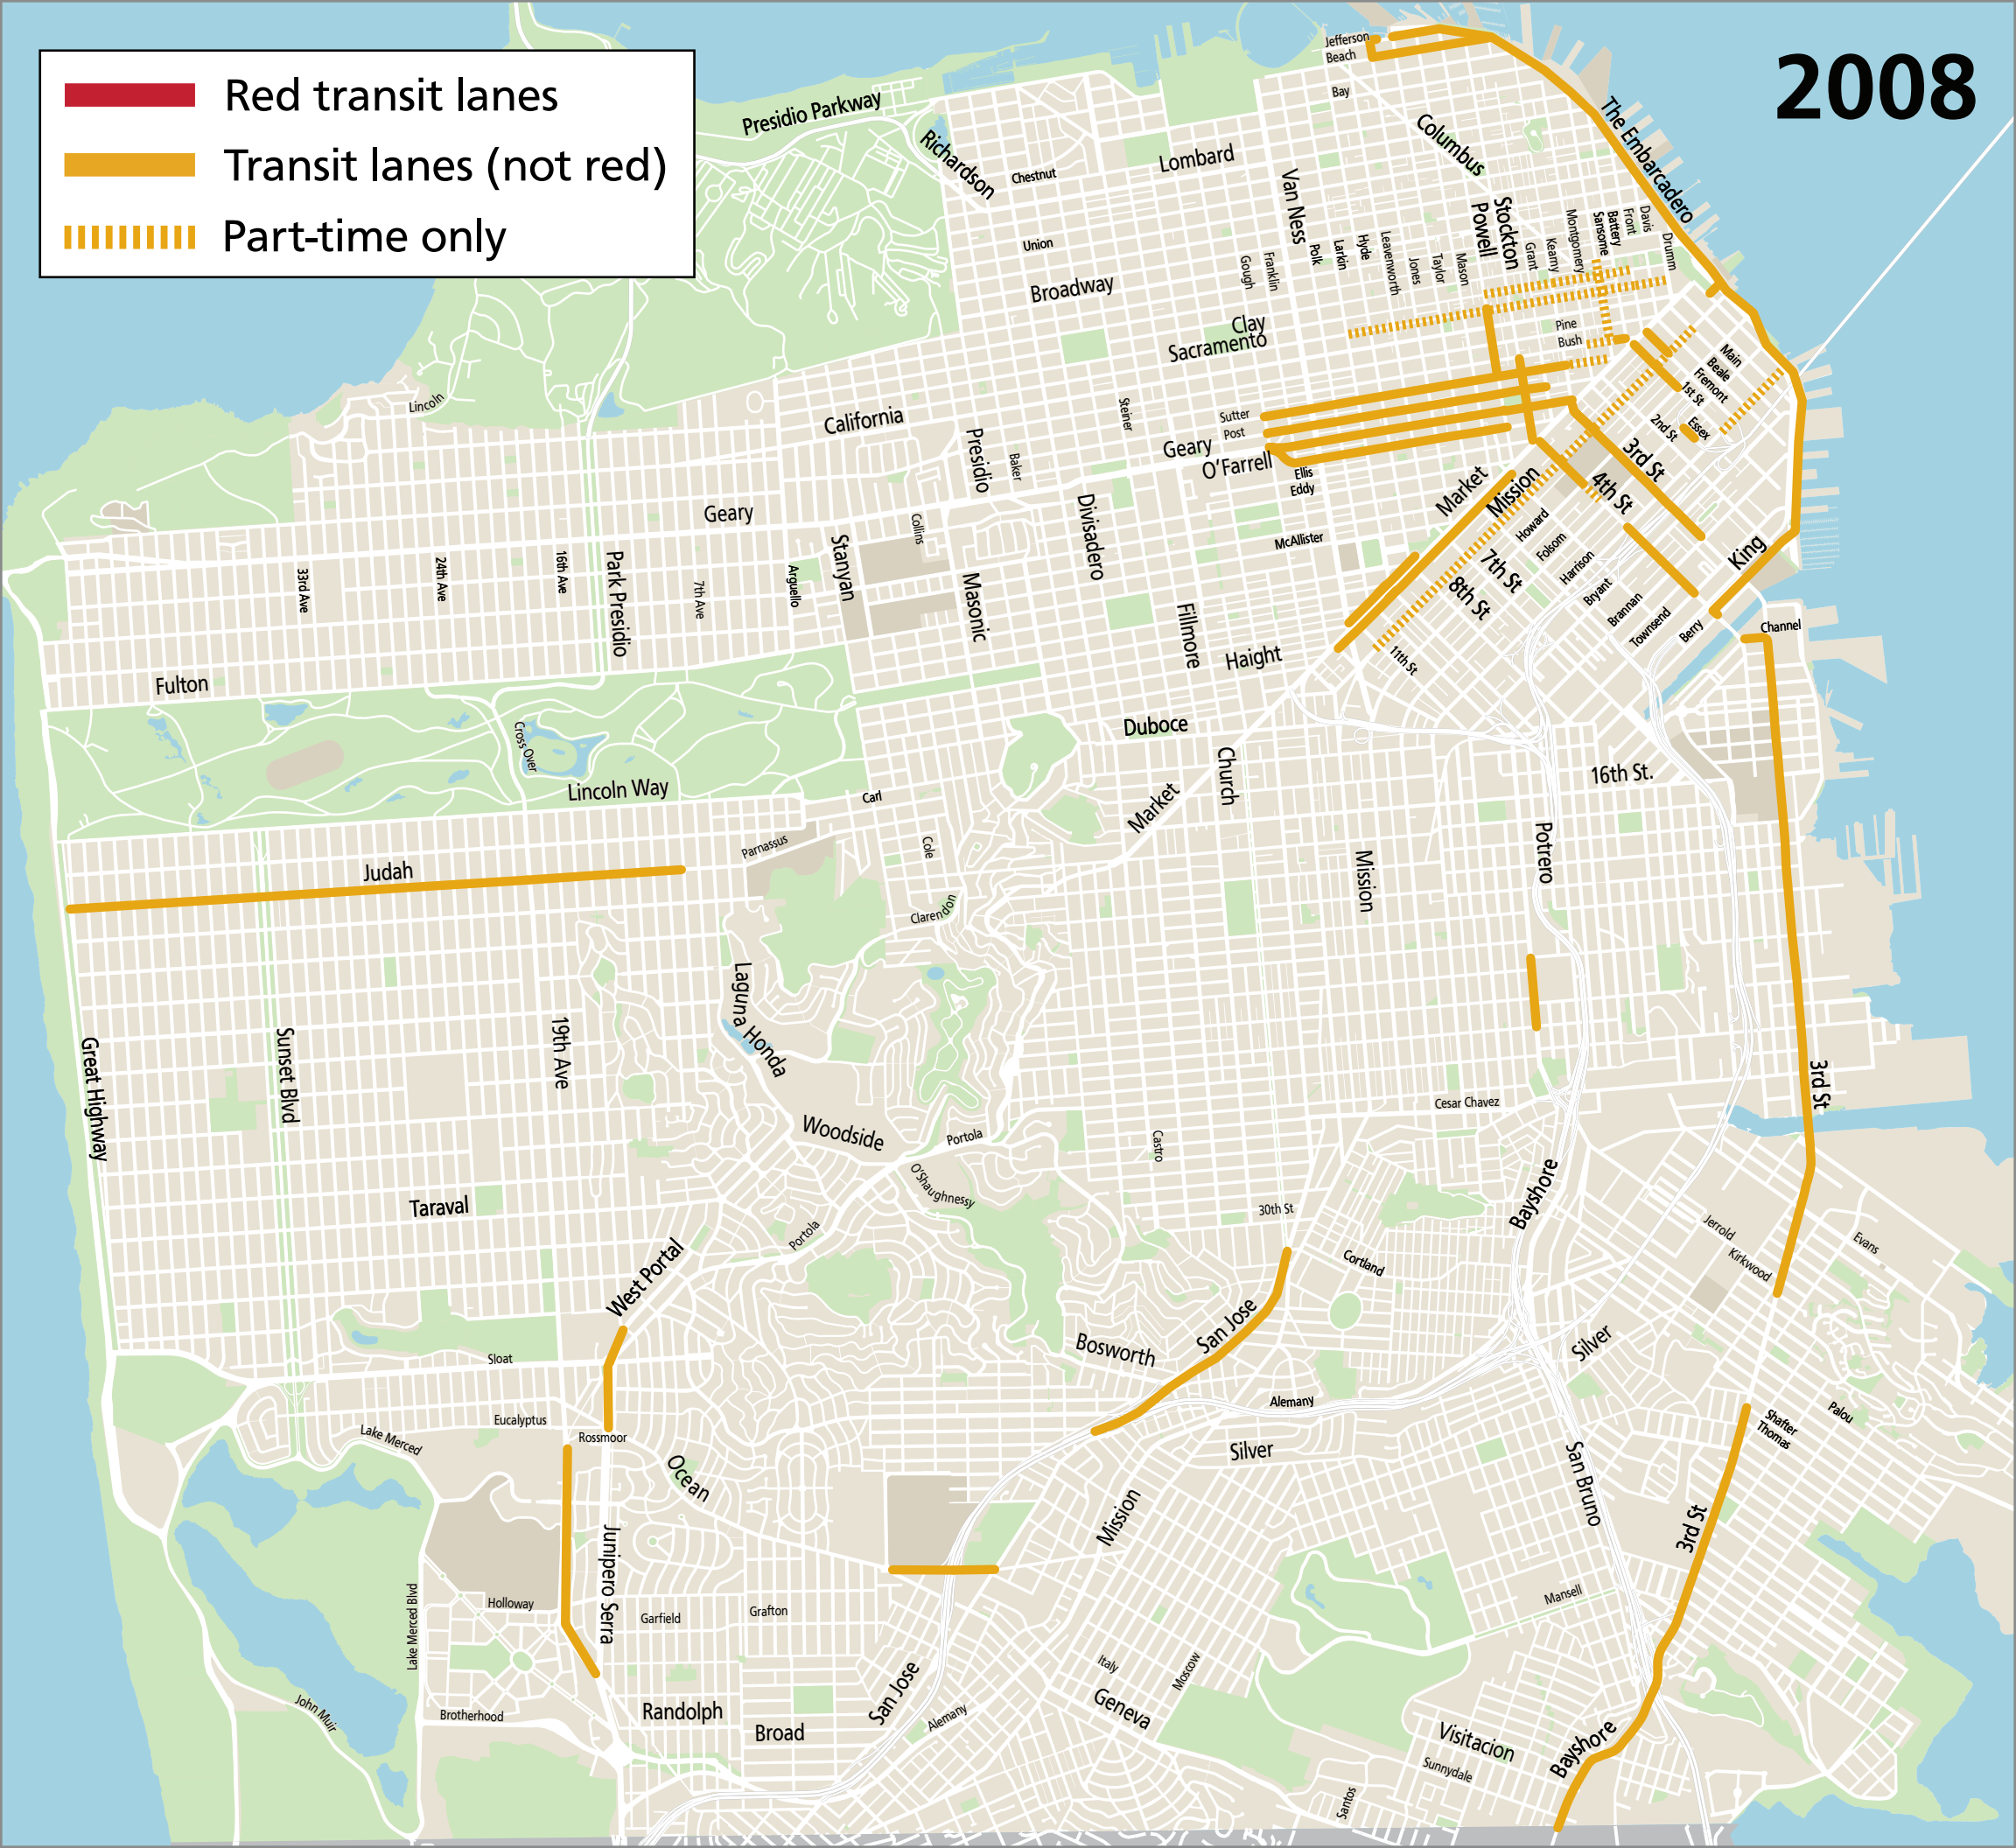 2008
Red transit lanes
Transit lanes (not red)
Part-time only
Jefferson
Beach
Bay
Presidio Parkway
Richardson
Chestnut
Lombard
Columbus
The Embarcadero
Van Ness
Stockton
Powell
Union
Broadway
Gough
Franklin
Polk
Larkin
Hyde
Leavenworth
Jones
Taylor
Mason
Grant
Kearny
Montgomery
Sansome
Battery
Front
Davis
Drumm
Clay
Sacramento
Pine
Bush
Main
Beale
Fremont
1st St
Essex
2nd St
Lincoln
California
Presidio
Baker
Steiner
Sutter
Post
Geary
O'Farrell
Ellis
Eddy
Market
Mission
3rd St
4th St
Geary
Collins
Divisadero
McAllister
Howard
Folsom
Harrison
Bryant
Brannan
Townsend
Berry
King
Channel
7th St
8th St
11th St
33rd Ave
24th Ave
16th Ave
Park Presidio
7th Ave
Arguello
Stanyan
Masonic
Fillmore
Haight
Fulton
Cross Over
Lincoln Way
Carl
Duboce
Church
Market
16th St.
Judah
Parnassus
Cole
Clarendon
Mission
Potrero
Great Highway
Sunset Blvd
19th Ave
Laguna Honda
Woodside
Portola
O'Shaughnessy
Castro
Cesar Chavez
3rd St
Taraval
Portola
30th St
Bayshore
Jerrold
Kirkwood
Evans
West Portal
Cortland
San Jose
Bosworth
Silver
Sloat
Eucalyptus
Rossmoor
Lake Merced
Ocean
Alemany
Silver
San Bruno
Shafter
Thomas
Palou
3rd St
Mission
Junipero Serra
Lake Merced Blvd
Holloway
Garfield
Grafton
Mansell
Italy
Moscow
Geneva
San Jose
Alemany
Randolph
Broad
Brotherhood
John Muir
Visitacion
Sunnydale
Santos
Bayshore